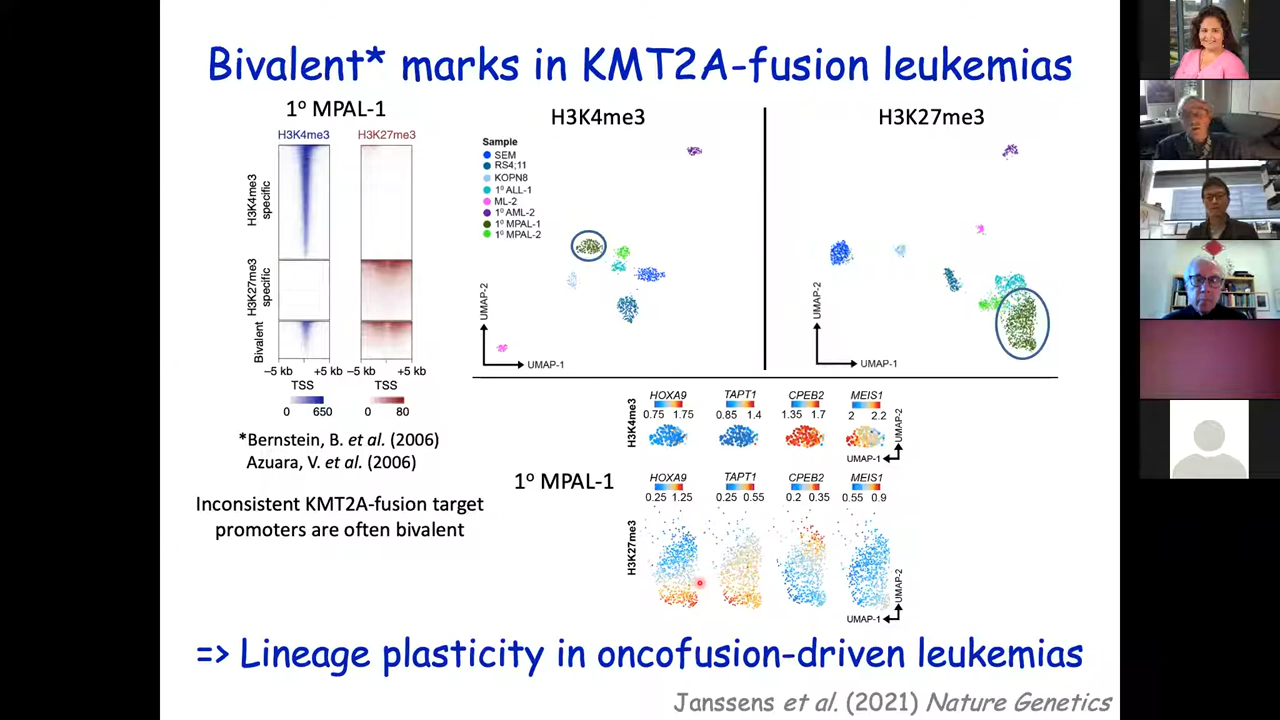 Bivalent* marks in KMT2A-fusion leukemias
1º MPAL-1
H3K4me3 H3K27me3
H3K4me3
specific
H3K27me3
specific
Bivalent
–5 kb +5 kb –5 kb +5 kb
TSS TSS
0 650 0 80
*Bernstein, B. et al. (2006)
Azuara, V. et al. (2006)
Inconsistent KMT2A-fusion target
promoters are often bivalent
H3K4me3
Sample
SEM
RS4;11
KOPN8
1º ALL-1
ML-2
1º AML-2
1º MPAL-1
1º MPAL-2
UMAP-2
UMAP-1
H3K27me3
UMAP-2
UMAP-1
1º MPAL-1
HOXA9 TAPT1 CPEB2 MEIS1
0.75 1.75 0.85 1.4 1.35 1.7 2 2.2
H3K4me3
UMAP-2
UMAP-1
HOXA9 TAPT1 CPEB2 MEIS1
0.25 1.25 0.25 0.55 0.2 0.35 0.55 0.9
H3K27me3
UMAP-2
UMAP-1
=> Lineage plasticity in oncofusion-driven leukemias
Janssens et al. (2021) Nature Genetics